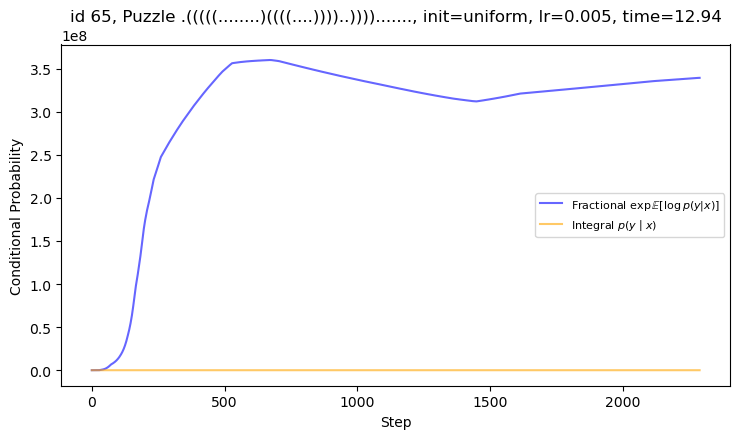 id 65, Puzzle .(((((........)((((....))))..))))......., init=uniform, lr=0.005, time=12.94
1e8
3.5
3.0
2.5
2.0
1.5
1.0
0.5
0.0
Conditional Probability
Fractional exp𝔼[log p(y|x)]
Integral p(y | x)
0
500
1000
1500
2000
Step